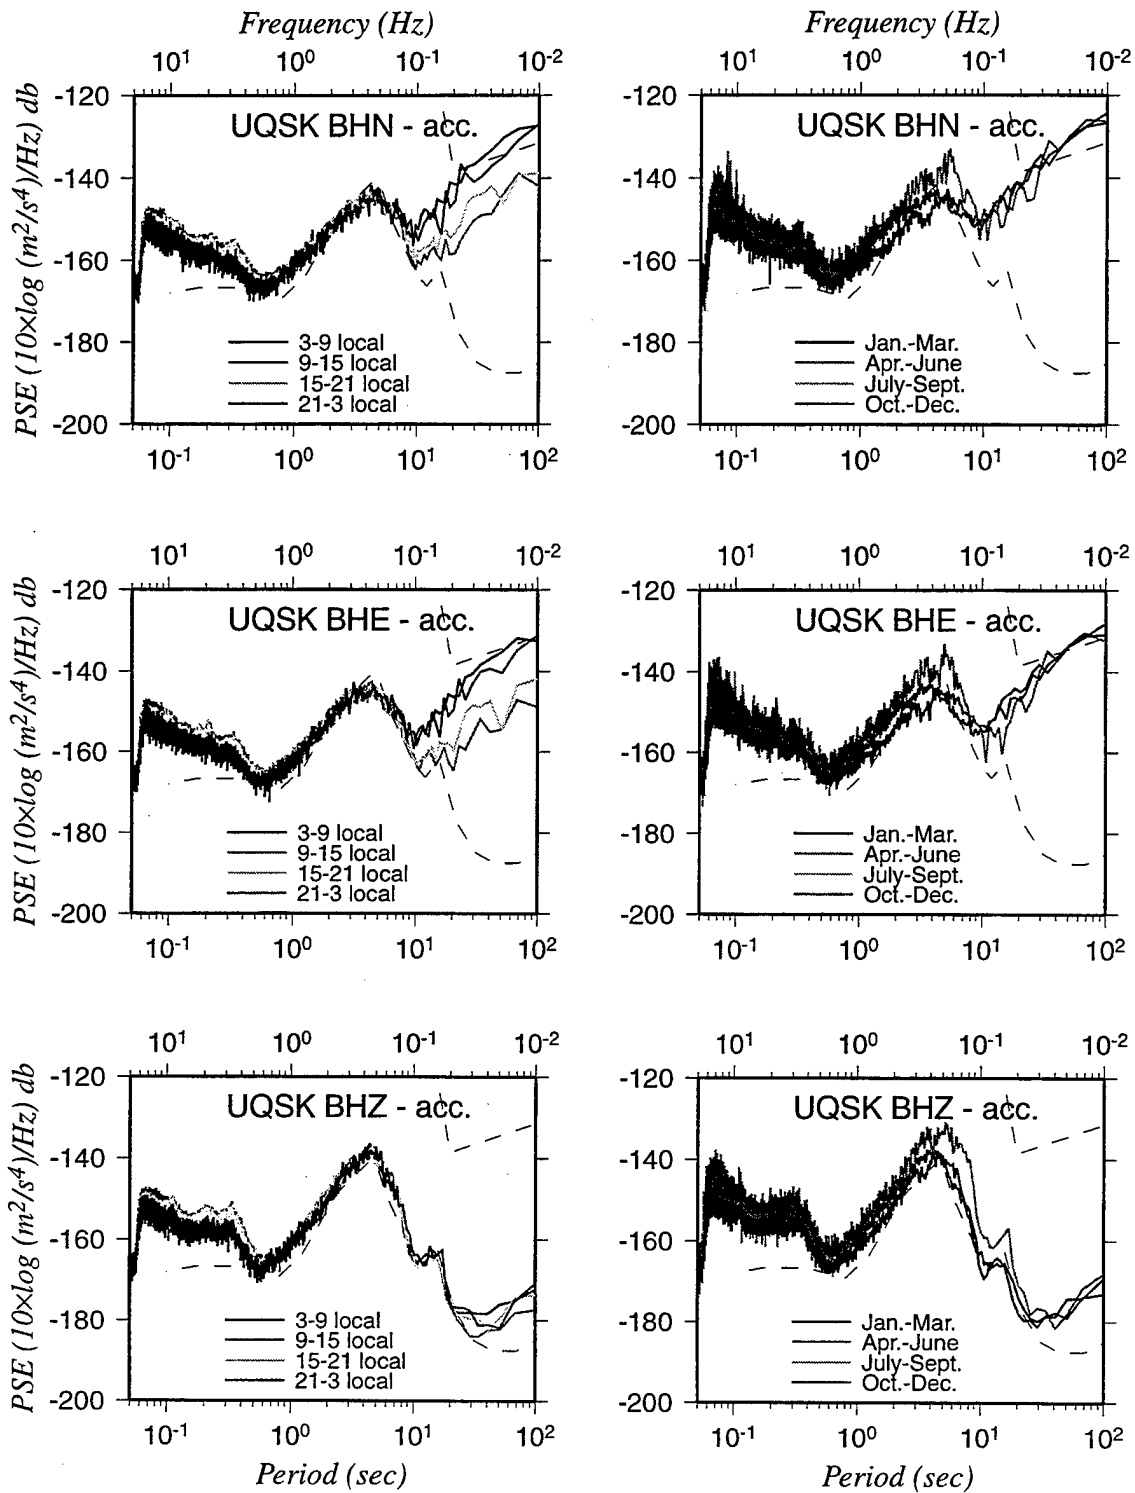 Frequency (Hz)
10¹ 10⁰ 10⁻¹ 10⁻²
PSE (10×log (m²/s⁴)/Hz) db
-120
-140
-160
-180
-200
UQSK BHN - acc.
3-9 local
9-15 local
15-21 local
21-3 local
10⁻¹ 10⁰ 10¹ 10²
Frequency (Hz)
10¹ 10⁰ 10⁻¹ 10⁻²
-120
-140
-160
-180
-200
UQSK BHN - acc.
Jan.-Mar.
Apr.-June
July-Sept.
Oct.-Dec.
10⁻¹ 10⁰ 10¹ 10²
10¹ 10⁰ 10⁻¹ 10⁻²
PSE (10×log (m²/s⁴)/Hz) db
-120
-140
-160
-180
-200
UQSK BHE - acc.
3-9 local
9-15 local
15-21 local
21-3 local
10⁻¹ 10⁰ 10¹ 10²
10¹ 10⁰ 10⁻¹ 10⁻²
-120
-140
-160
-180
-200
UQSK BHE - acc.
Jan.-Mar.
Apr.-June
July-Sept.
Oct.-Dec.
10⁻¹ 10⁰ 10¹ 10²
10¹ 10⁰ 10⁻¹ 10⁻²
PSE (10×log (m²/s⁴)/Hz) db
-120
-140
-160
-180
-200
UQSK BHZ - acc.
3-9 local
9-15 local
15-21 local
21-3 local
10⁻¹ 10⁰ 10¹ 10²
Period (sec)
10¹ 10⁰ 10⁻¹ 10⁻²
-120
-140
-160
-180
-200
UQSK BHZ - acc.
Jan.-Mar.
Apr.-June
July-Sept.
Oct.-Dec.
10⁻¹ 10⁰ 10¹ 10²
Period (sec)